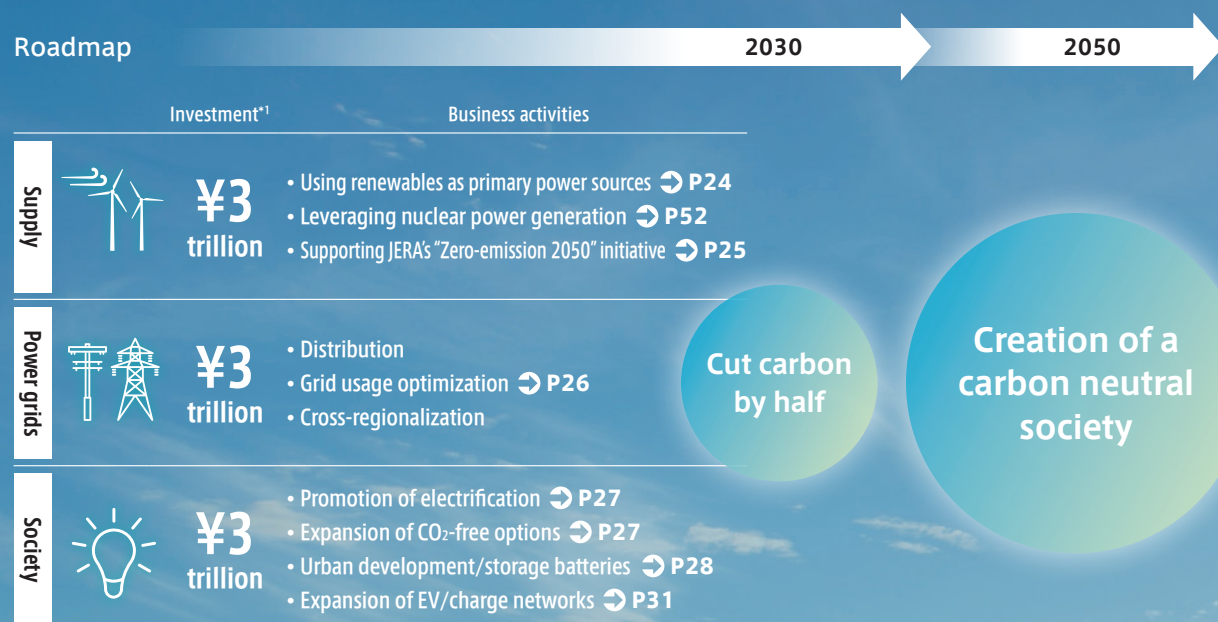 Roadmap
2030
2050
Investment*1
Business activities
Supply
¥3
trillion
• Using renewables as primary power sources ➲ P24
• Leveraging nuclear power generation ➲ P52
• Supporting JERA's "Zero-emission 2050" initiative ➲ P25
Power grids
¥3
trillion
• Distribution
• Grid usage optimization ➲ P26
• Cross-regionalization
Cut carbon
by half
Creation of a
carbon neutral
society
Society
¥3
trillion
• Promotion of electrification ➲ P27
• Expansion of CO₂-free options ➲ P27
• Urban development/storage batteries ➲ P28
• Expansion of EV/charge networks ➲ P31